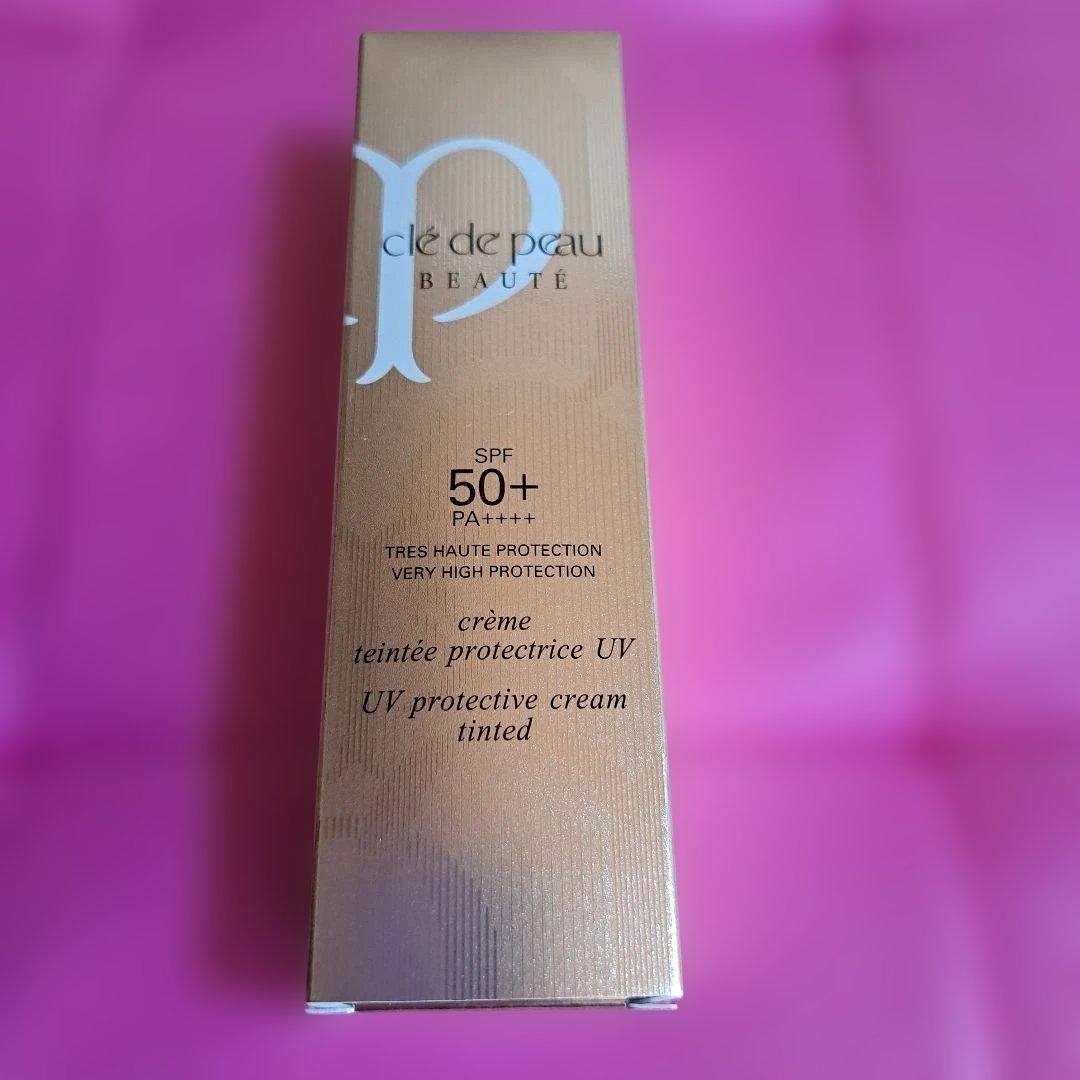 clé de peau
BEAUTÉ
SPF
50+
PA++++
TRES HAUTE PROTECTION
VERY HIGH PROTECTION
crème
teintée protectrice UV
UV protective cream
tinted